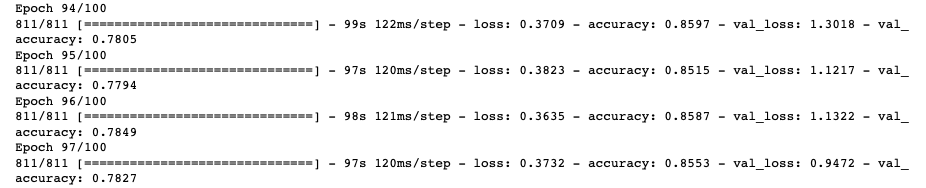 Epoch 94/100
811/811 [==============================] - 99s 122ms/step - loss: 0.3709 - accuracy: 0.8597 - val_loss: 1.3018 - val_
accuracy: 0.7805
Epoch 95/100
811/811 [==============================] - 97s 120ms/step - loss: 0.3823 - accuracy: 0.8515 - val_loss: 1.1217 - val_
accuracy: 0.7794
Epoch 96/100
811/811 [==============================] - 98s 121ms/step - loss: 0.3635 - accuracy: 0.8587 - val_loss: 1.1322 - val_
accuracy: 0.7849
Epoch 97/100
811/811 [==============================] - 97s 120ms/step - loss: 0.3732 - accuracy: 0.8553 - val_loss: 0.9472 - val_
accuracy: 0.7827